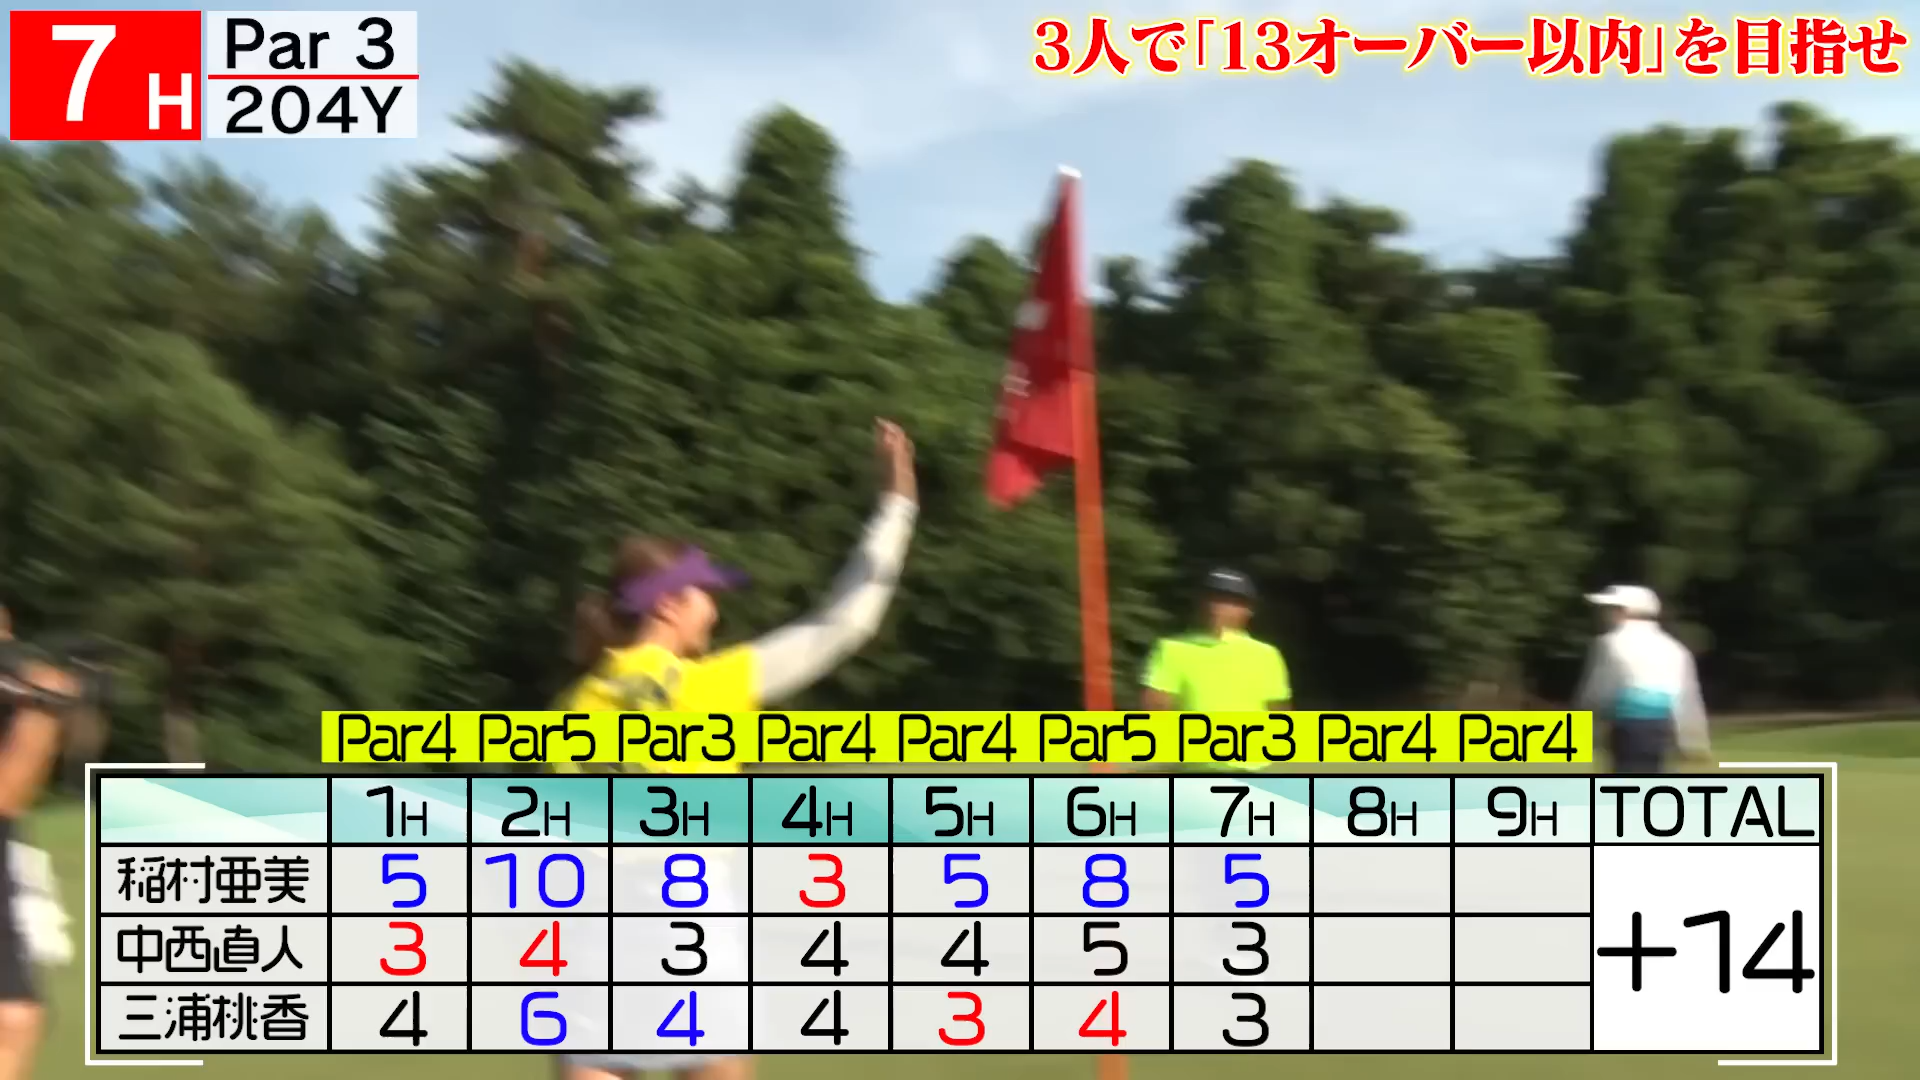 7H
Par 3
204Y
3人で「13オーバー以内」を目指せ
Par4 Par5 Par3 Par4 Par4 Par5 Par3 Par4 Par4
1H 2H 3H 4H 5H 6H 7H 8H 9H TOTAL
稲村亜美 5 10 8 3 5 8 5
中西直人 3 4 3 4 4 5 3
三浦桃香 4 6 4 4 3 4 3
+14